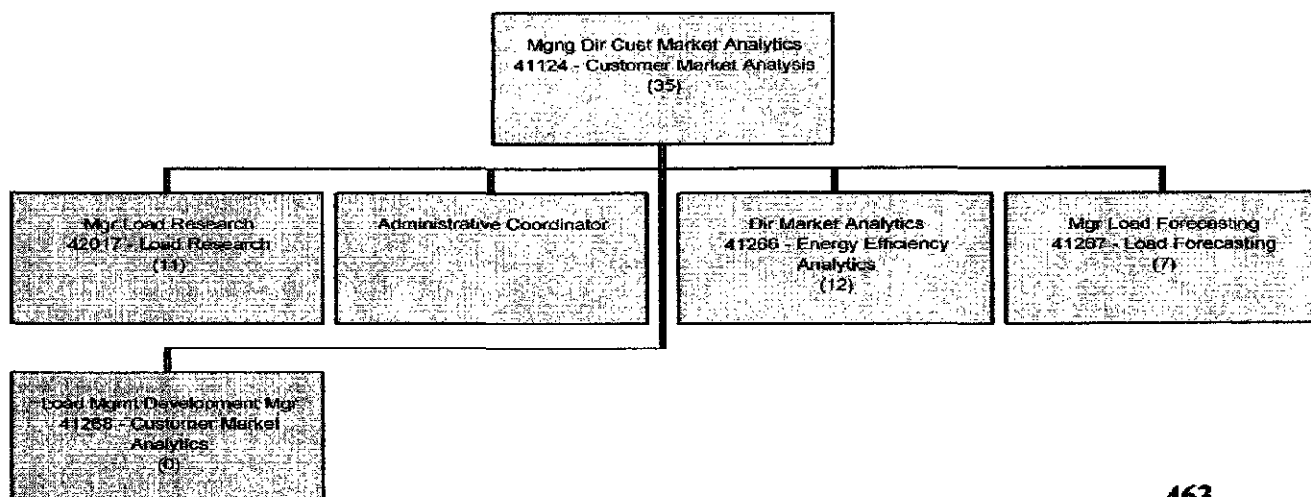 Mgng Dir Cust Market Analytics
41124 - Customer Market Analysis
(35)
Mgr Load Research
42017 - Load Research
(11)
Administrative Coordinator
Dir Market Analytics
41266 - Energy Efficiency
Analytics
(12)
Mgr Load Forecasting
41267 - Load Forecasting
(7)
Load Mgmt Development Mgr
41268 - Customer Market
Analytics
(0)
463